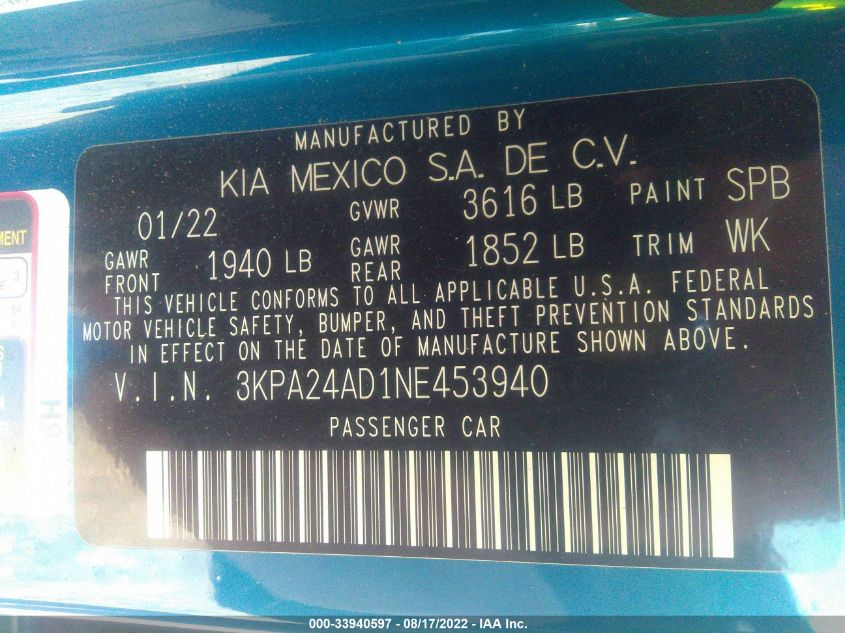 MANUFACTURED BY
KIA MEXICO S.A. DE C.V.
01/22 GVWR 3616 LB PAINT SPB
GAWR FRONT 1940 LB GAWR REAR 1852 LB TRIM WK
THIS VEHICLE CONFORMS TO ALL APPLICABLE U.S.A. FEDERAL
MOTOR VEHICLE SAFETY, BUMPER, AND THEFT PREVENTION STANDARDS
IN EFFECT ON THE DATE OF MANUFACTURE SHOWN ABOVE.
V.I.N. 3KPA24AD1NE453940
PASSENGER CAR
MENT
3
000-33940597 - 08/17/2022 - IAA Inc.